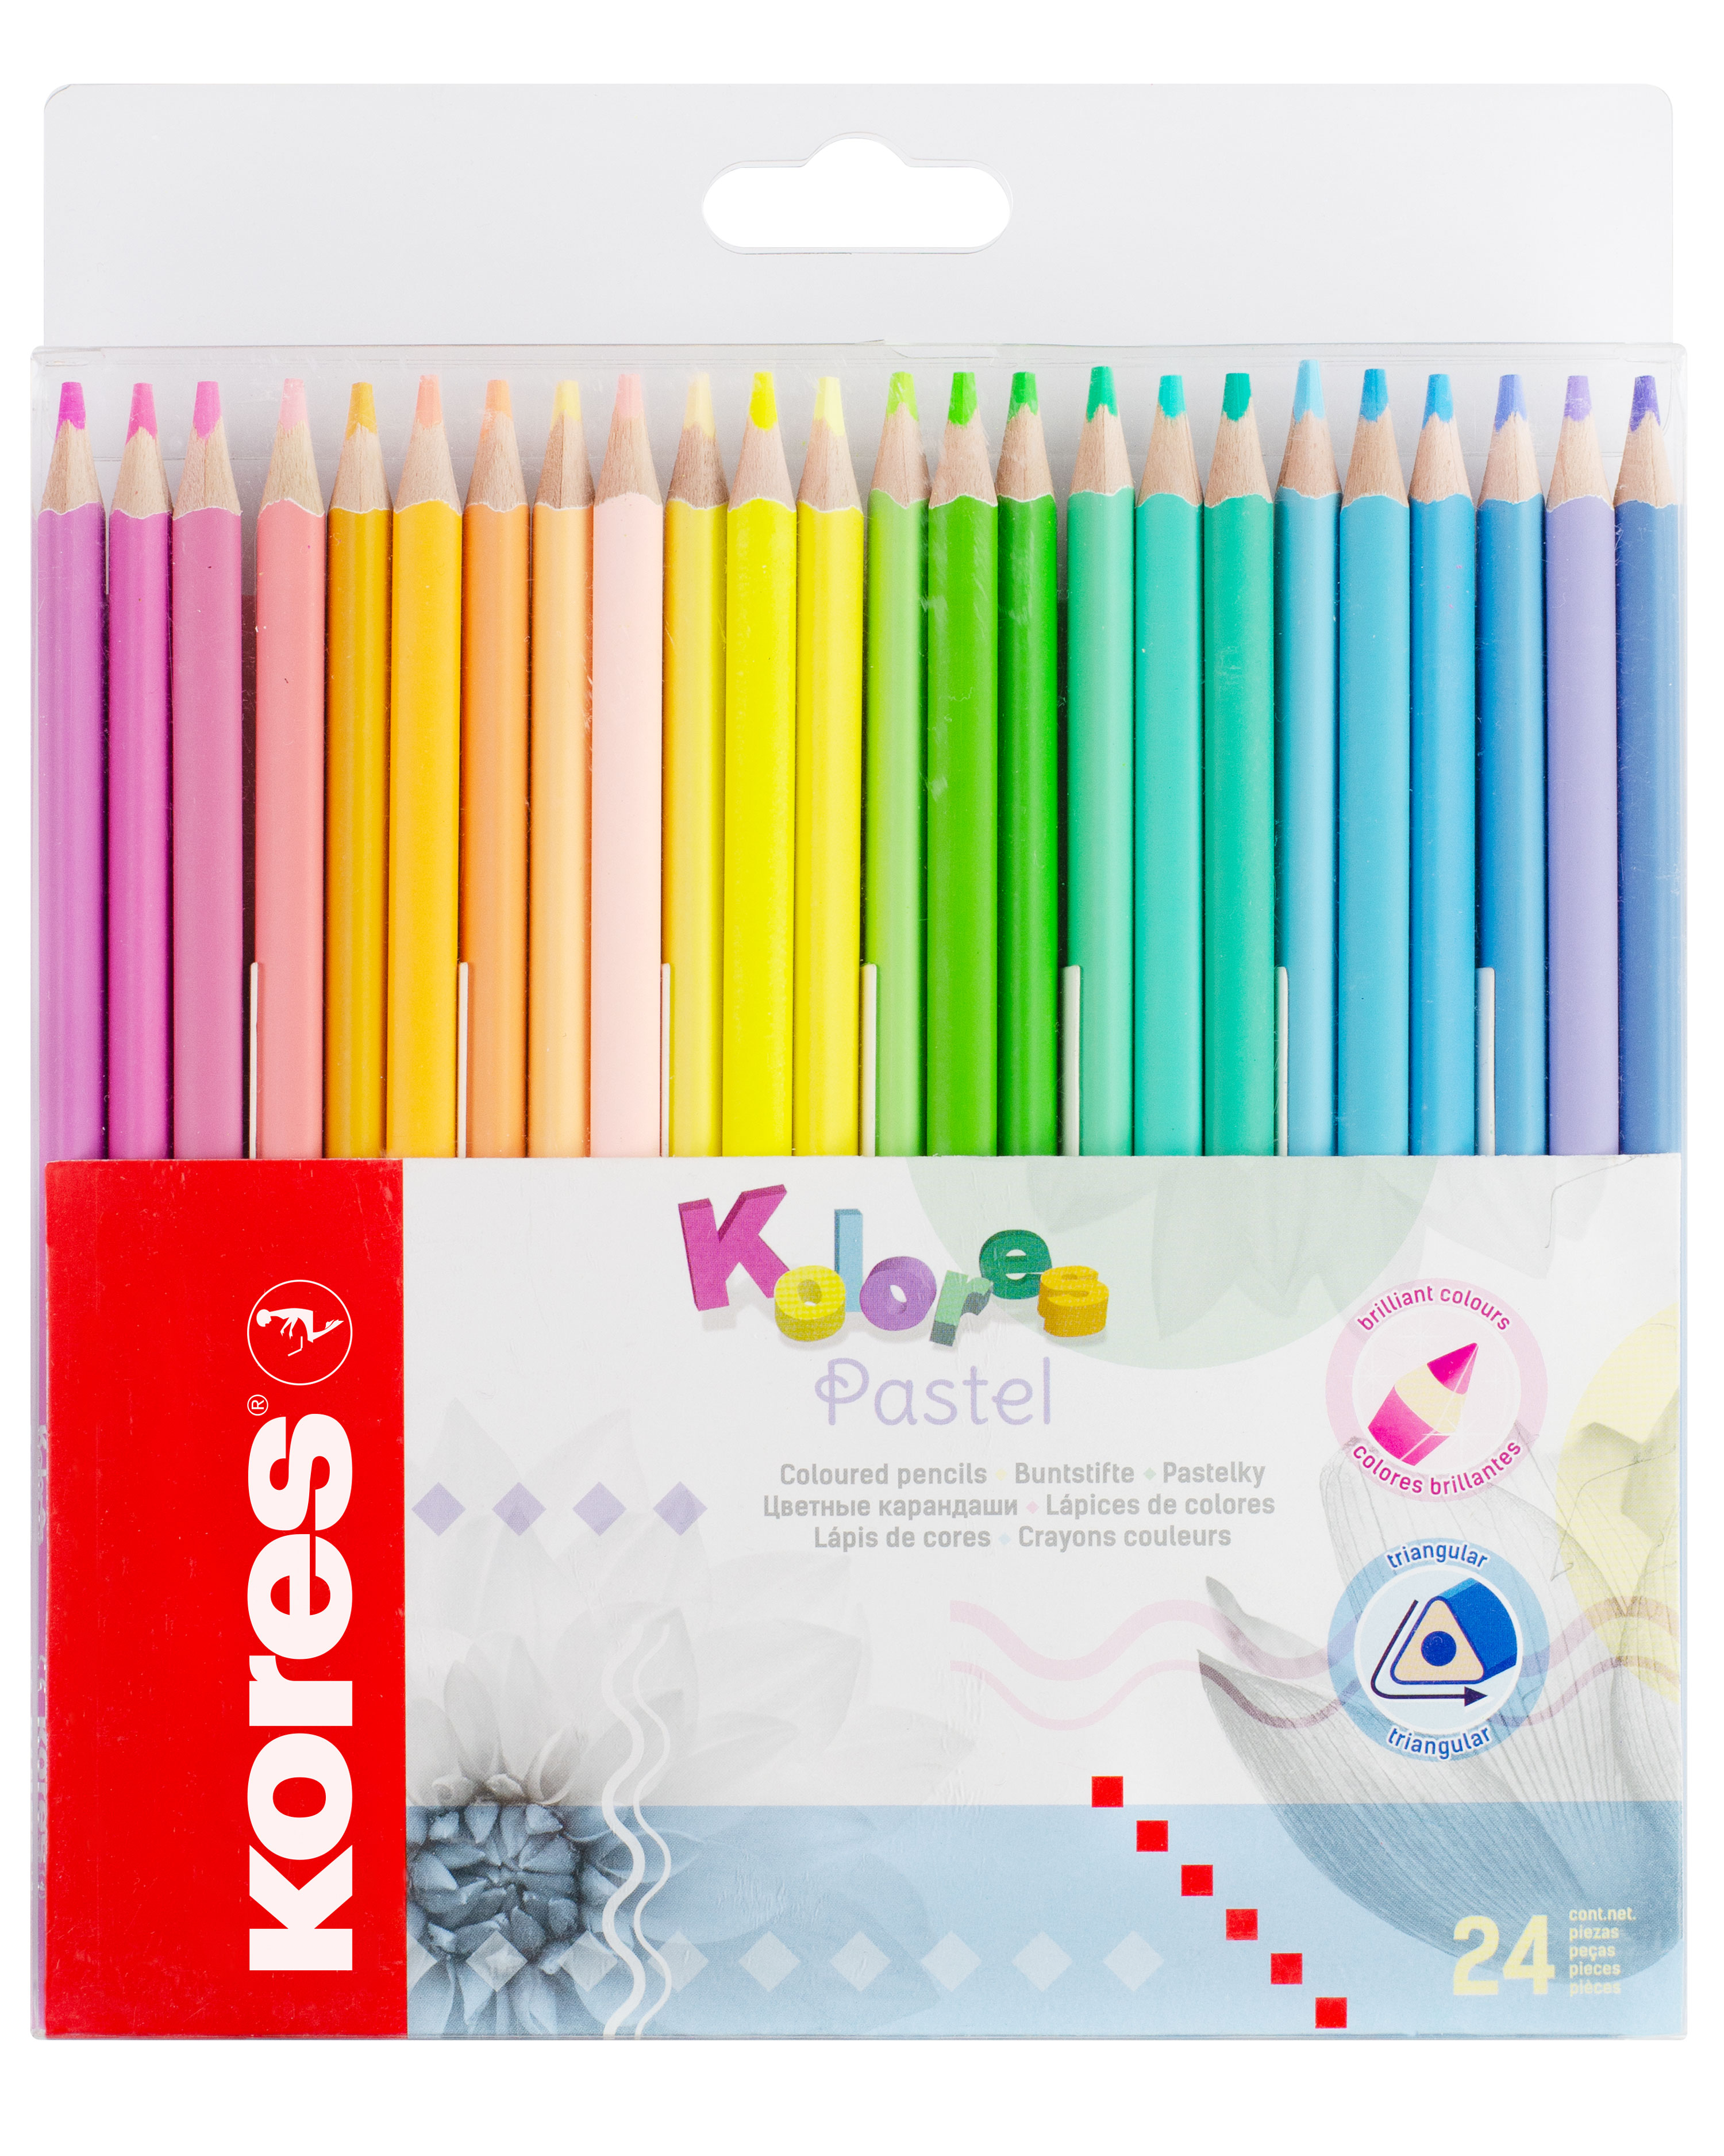 Kolores
Pastel
Coloured pencils Buntstifte Pastelky
Цветные карандаши Lápices de colores
Lápis de cores Crayons couleurs
brilliant colours
colores brillantes
triangular
triangular
kores®
24
cont.net.
piezas
peças
pieces
pièces